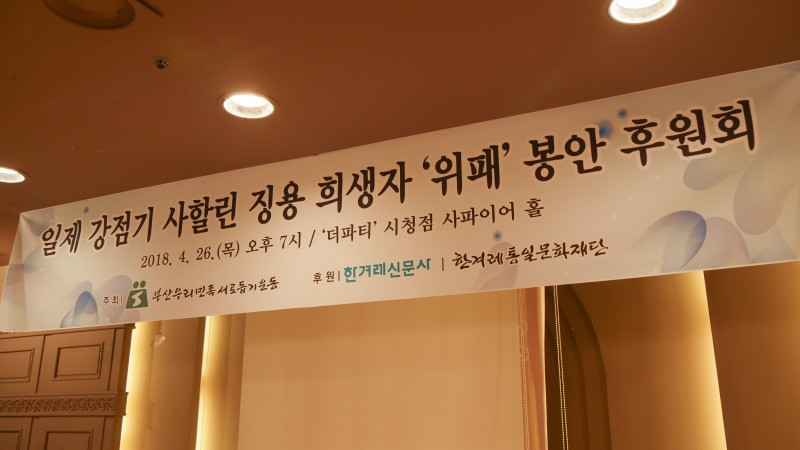 일제 강점기 사할린 징용 희생자 '위패' 봉안 후원회
2018. 4. 26.(목) 오후 7시 / '더파티' 시청점 사파이어 홀
주최 | 부산우리민족서로돕기운동 후원 | 한겨레신문사 | 한겨레통일문화재단